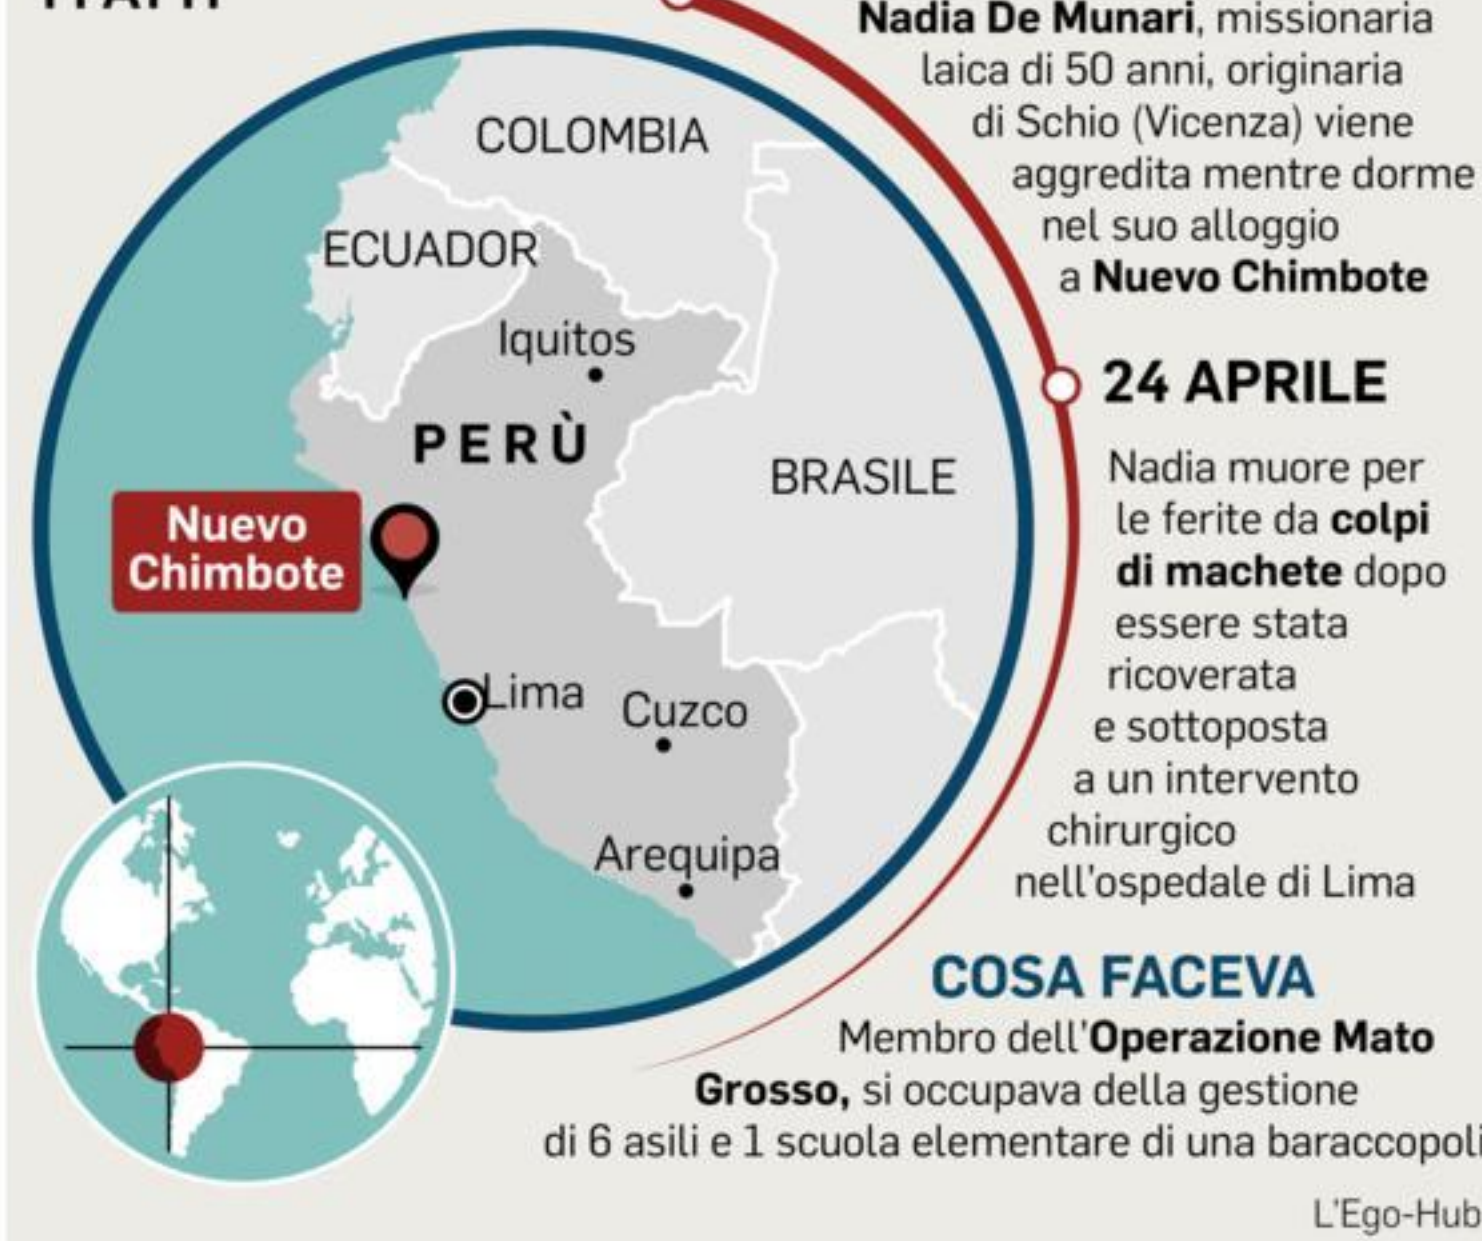 Nadia De Munari, missionaria
laica di 50 anni, originaria
di Schio (Vicenza) viene
aggredita mentre dorme
nel suo alloggio
a Nuevo Chimbote
24 APRILE
Nadia muore per
le ferite da colpi
di machete dopo
essere stata
ricoverata
e sottoposta
a un intervento
chirurgico
nell'ospedale di Lima
COSA FACEVA
Membro dell'Operazione Mato
Grosso, si occupava della gestione
di 6 asili e 1 scuola elementare di una baraccopoli
COLOMBIA
ECUADOR
Iquitos
PERÙ
BRASILE
Nuevo
Chimbote
Lima
Cuzco
Arequipa
L'Ego-Hub